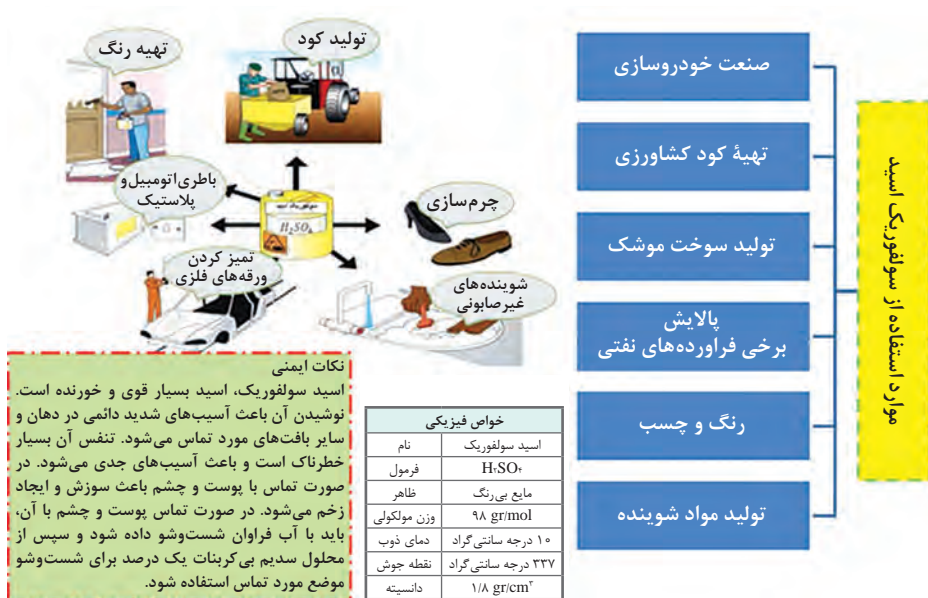 تولید کود
تهیه رنگ
باطری اتومبیل و
پلاستیک
H₂SO₄
چرم‌سازی
تمیز کردن
ورقه‌های فلزی
شوینده‌های
غیرصابونی
موارد استفاده از سولفوریک اسید
صنعت خودروسازی
تهیۀ کود کشاورزی
تولید سوخت موشک
پالایش
برخی فراورده‌های نفتی
رنگ و چسب
تولید مواد شوینده
خواص فیزیکی
نام اسید سولفوریک
فرمول H₂SO₄
ظاهر مایع بی‌رنگ
وزن مولکولی ۹۸ gr/mol
دمای ذوب ۱۰ درجه سانتی‌گراد
نقطه جوش ۳۳۷ درجه سانتی‌گراد
دانسیته ۱/۸ gr/cm³
نکات ایمنی
اسید سولفوریک، اسید بسیار قوی و خورنده است.
نوشیدن آن باعث آسیب‌های شدید دائمی در دهان و
سایر بافت‌های مورد تماس می‌شود. تنفس آن بسیار
خطرناک است و باعث آسیب‌های جدی می‌شود. در
صورت تماس با پوست و چشم باعث سوزش و ایجاد
زخم می‌شود. در صورت تماس پوست و چشم با آن،
باید با آب فراوان شست‌وشو داده شود و سپس از
محلول سدیم بی‌کربنات یک درصد برای شست‌وشو
موضع مورد تماس استفاده شود.